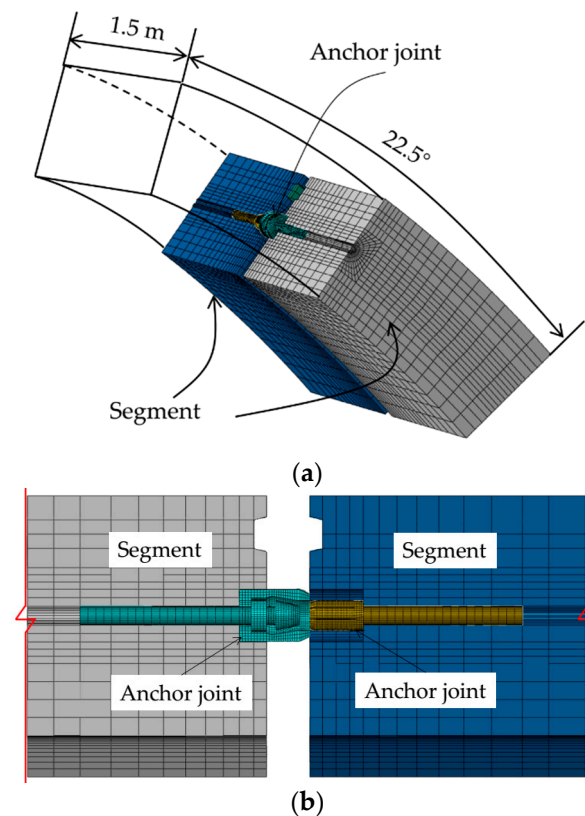 1.5 m
Anchor joint
22.5°
Segment
(a)
Segment
Segment
Anchor joint
Anchor joint
(b)